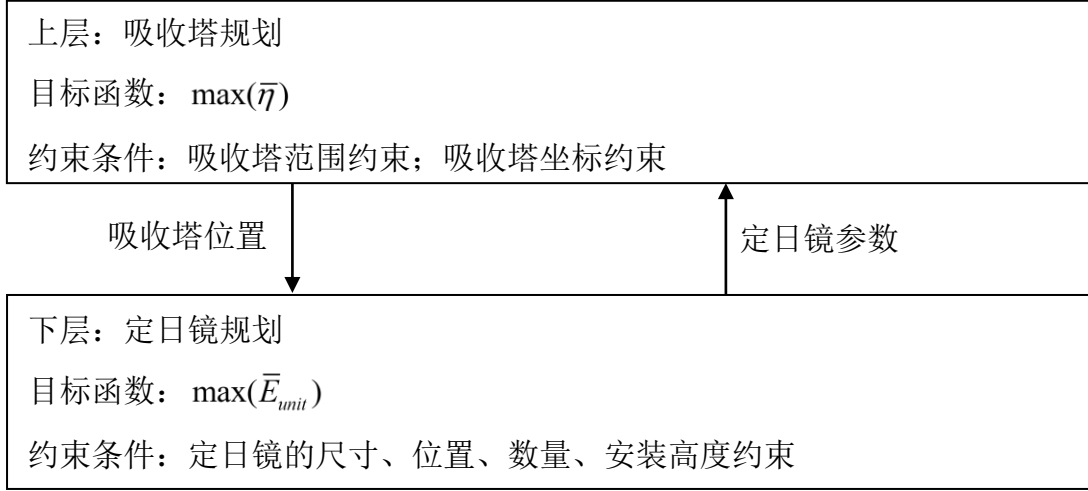 上层：吸收塔规划
目标函数：max(η̄)
约束条件：吸收塔范围约束；吸收塔坐标约束
吸收塔位置
定日镜参数
下层：定日镜规划
目标函数：max(E̅_unit)
约束条件：定日镜的尺寸、位置、数量、安装高度约束